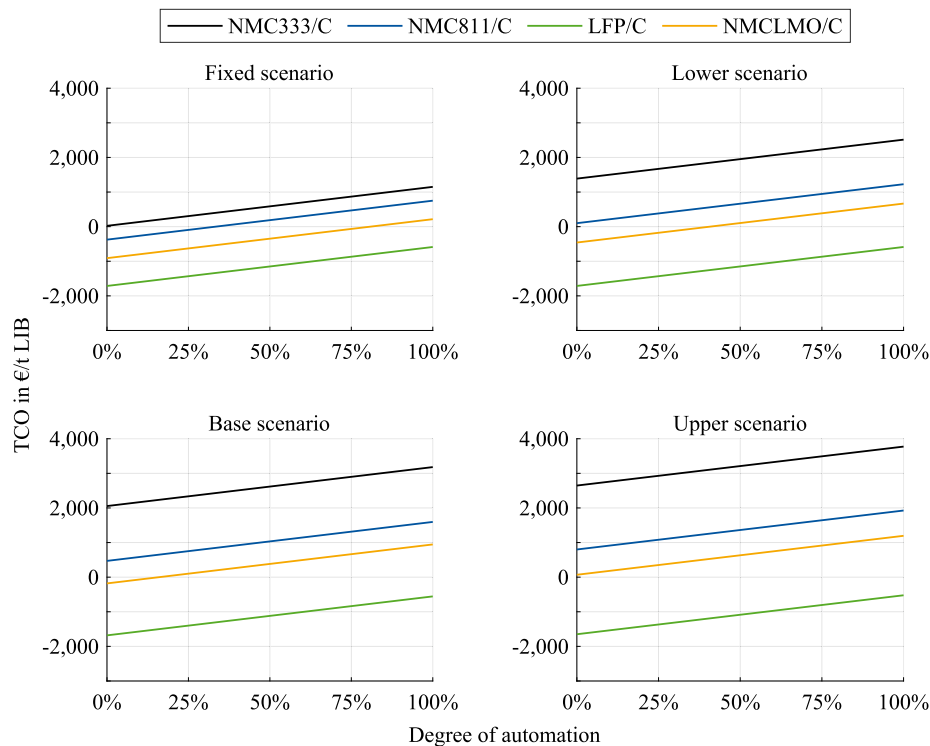 NMC333/C NMC811/C LFP/C NMCLMO/C
Fixed scenario
4,000
2,000
0
-2,000
0% 25% 50% 75% 100%
Lower scenario
4,000
2,000
0
-2,000
0% 25% 50% 75% 100%
TCO in €/t LIB
Base scenario
4,000
2,000
0
-2,000
0% 25% 50% 75% 100%
Upper scenario
4,000
2,000
0
-2,000
0% 25% 50% 75% 100%
Degree of automation